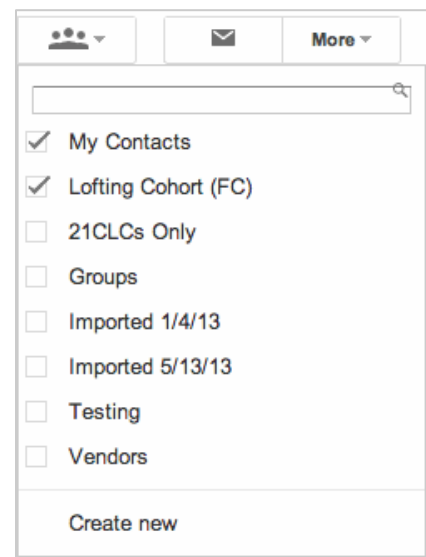 More
My Contacts
Lofting Cohort (FC)
21CLCs Only
Groups
Imported 1/4/13
Imported 5/13/13
Testing
Vendors
Create new